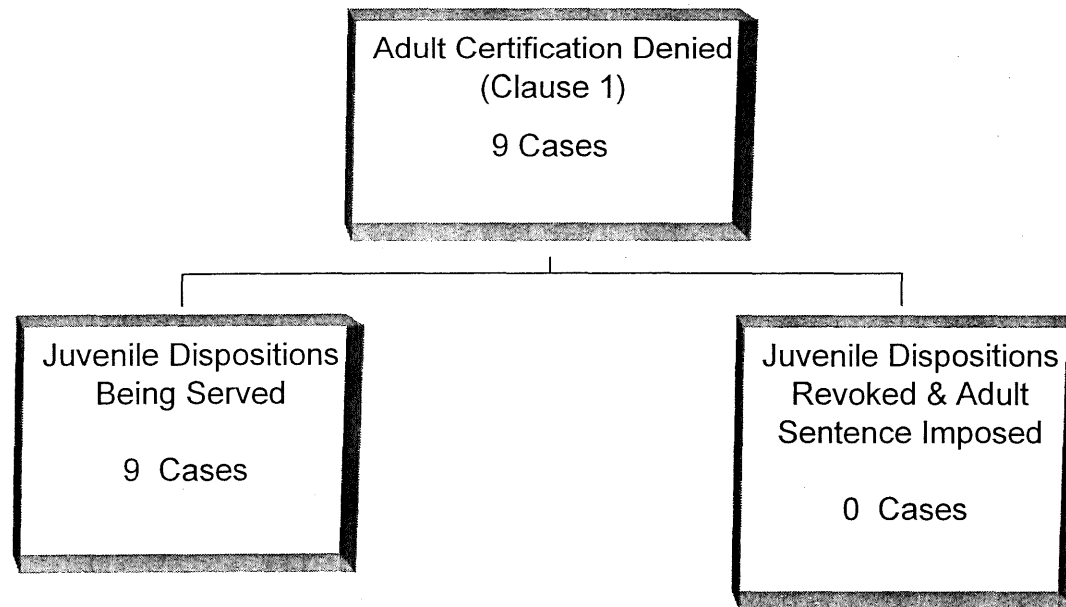 Adult Certification Denied
(Clause 1)
9 Cases
Juvenile Dispositions
Being Served
9 Cases
Juvenile Dispositions
Revoked & Adult
Sentence Imposed
0 Cases